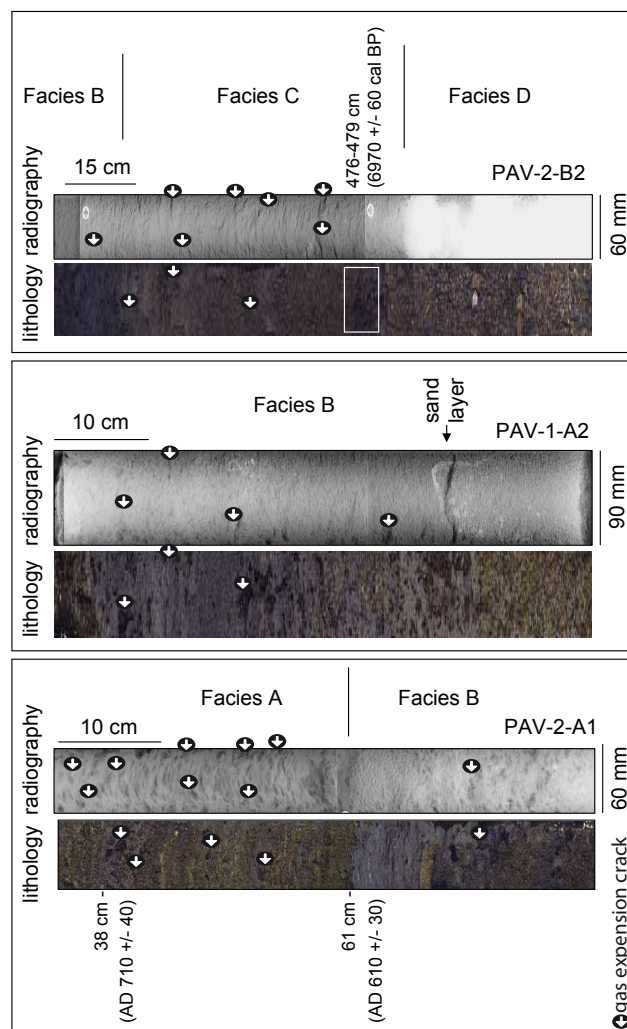 Facies B
Facies C
Facies D
15 cm
476-479 cm
(6970 +/- 60 cal BP)
PAV-2-B2
lithology
radiography
60 mm
Facies B
10 cm
sand
layer
PAV-1-A2
lithology
radiography
90 mm
Facies A
Facies B
10 cm
PAV-2-A1
lithology
radiography
60 mm
38 cm
(AD 710 +/- 40)
61 cm
(AD 610 +/- 30)
gas expension crack